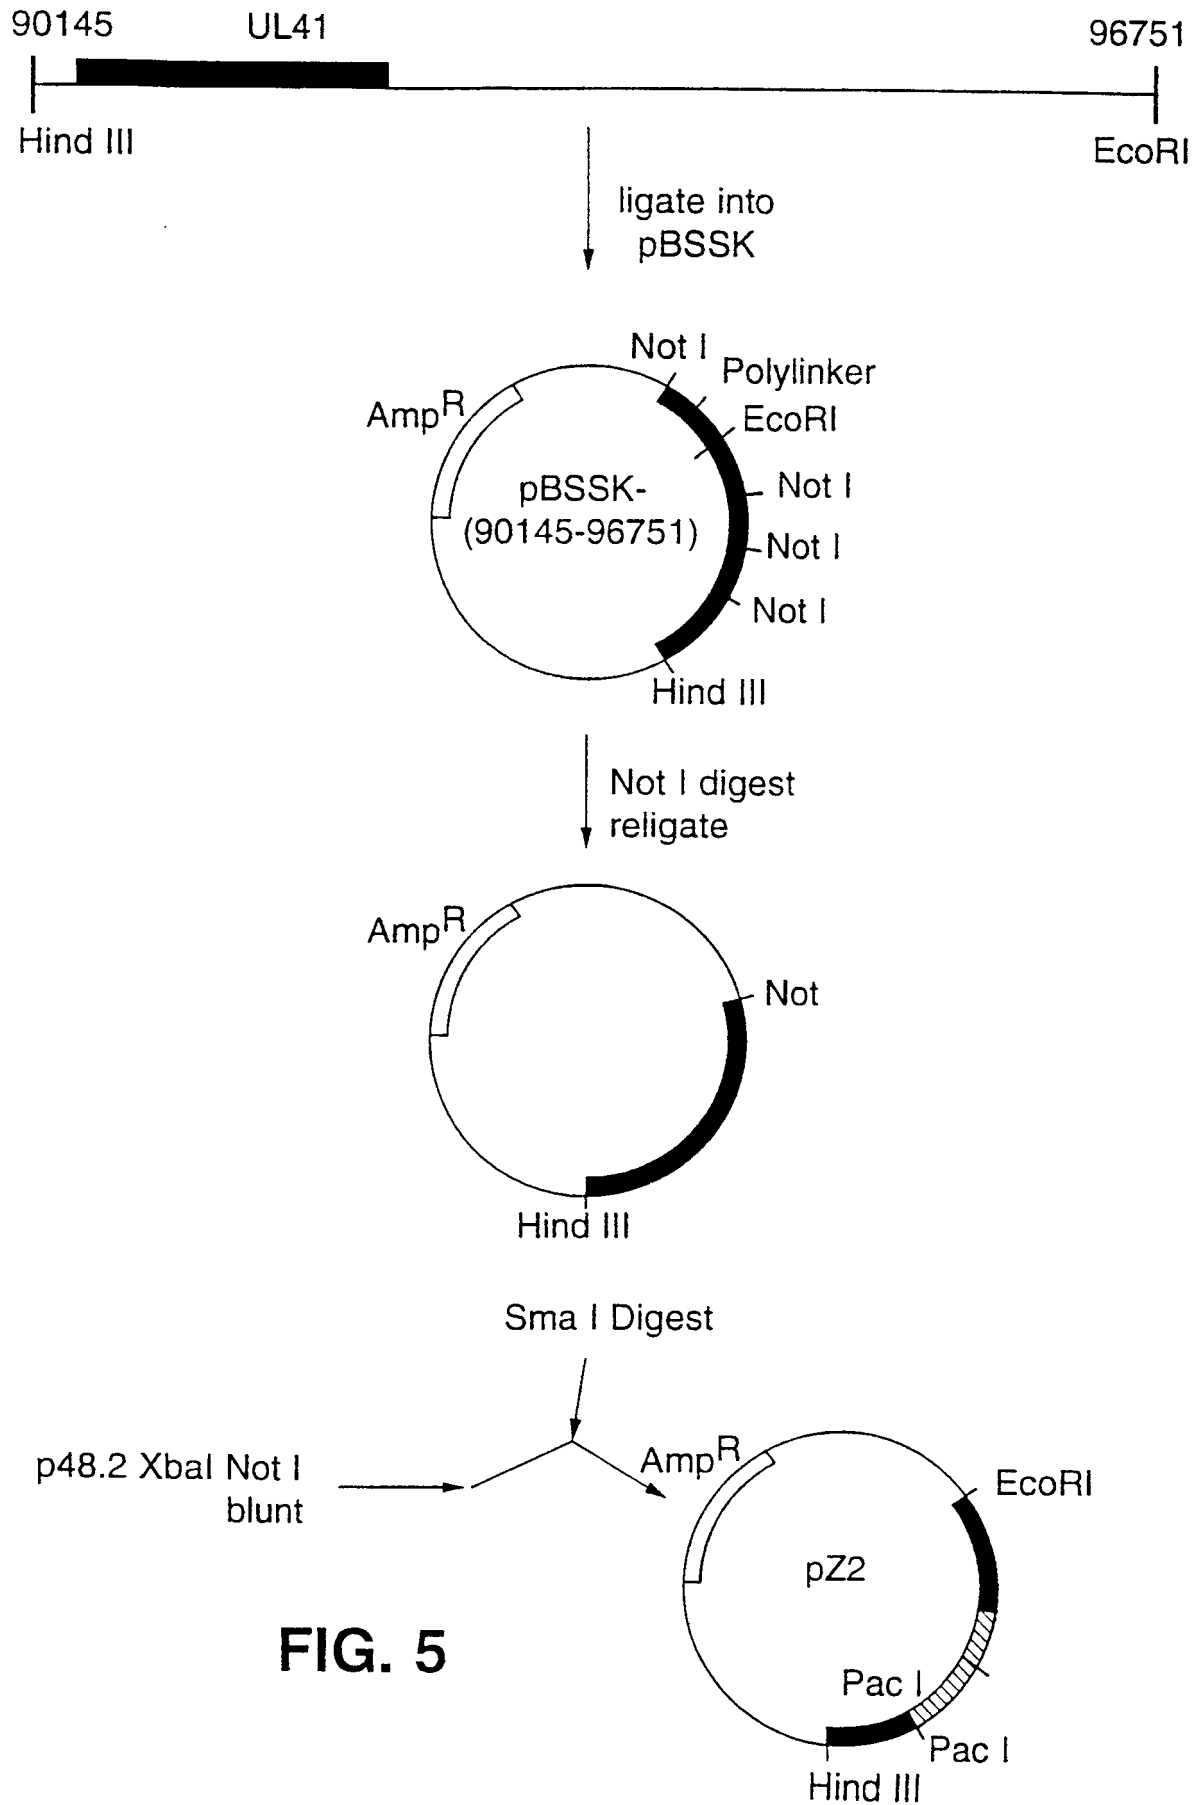 90145
UL41
96751
Hind III
EcoRI
ligate into
pBSSK
Not I
Polylinker
AmpR
EcoRI
pBSSK-
(90145-96751)
Not I
Not I
Not I
Hind III
Not I digest
religate
AmpR
Not
Hind III
Sma I Digest
p48.2 XbaI Not I
blunt
AmpR
EcoRI
pZ2
FIG. 5
Pac I
Pac I
Hind III